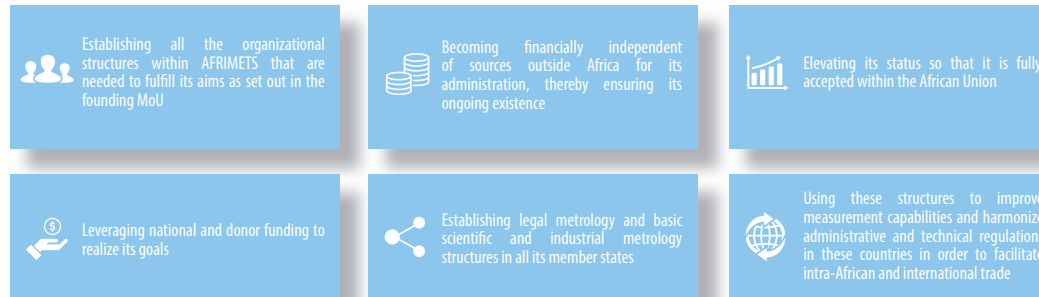 Establishing all the organizational
structures within AFRIMETS that are
needed to fulfill its aims as set out in the
founding MoU
Becoming financially independent
of sources outside Africa for its
administration, thereby ensuring its
ongoing existence
Elevating its status so that it is fully
accepted within the African Union
Leveraging national and donor funding to
realize its goals
Establishing legal metrology and basic
scientific and industrial metrology
structures in all its member states
Using these structures to improve
measurement capabilities and harmonize
administrative and technical regulation
in these countries in order to facilitate
intra-African and international trade